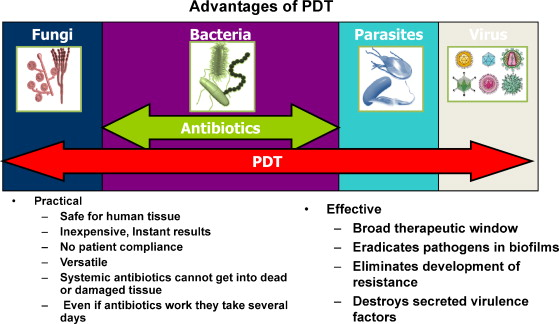 Advantages of PDT
Fungi
Bacteria
Parasites
Virus
Antibiotics
PDT
• Practical
– Safe for human tissue
– Inexpensive, Instant results
– No patient compliance
– Versatile
– Systemic antibiotics cannot get into dead
or damaged tissue
– Even if antibiotics work they take several
days
• Effective
– Broad therapeutic window
– Eradicates pathogens in biofilms
– Eliminates development of
resistance
– Destroys secreted virulence
factors